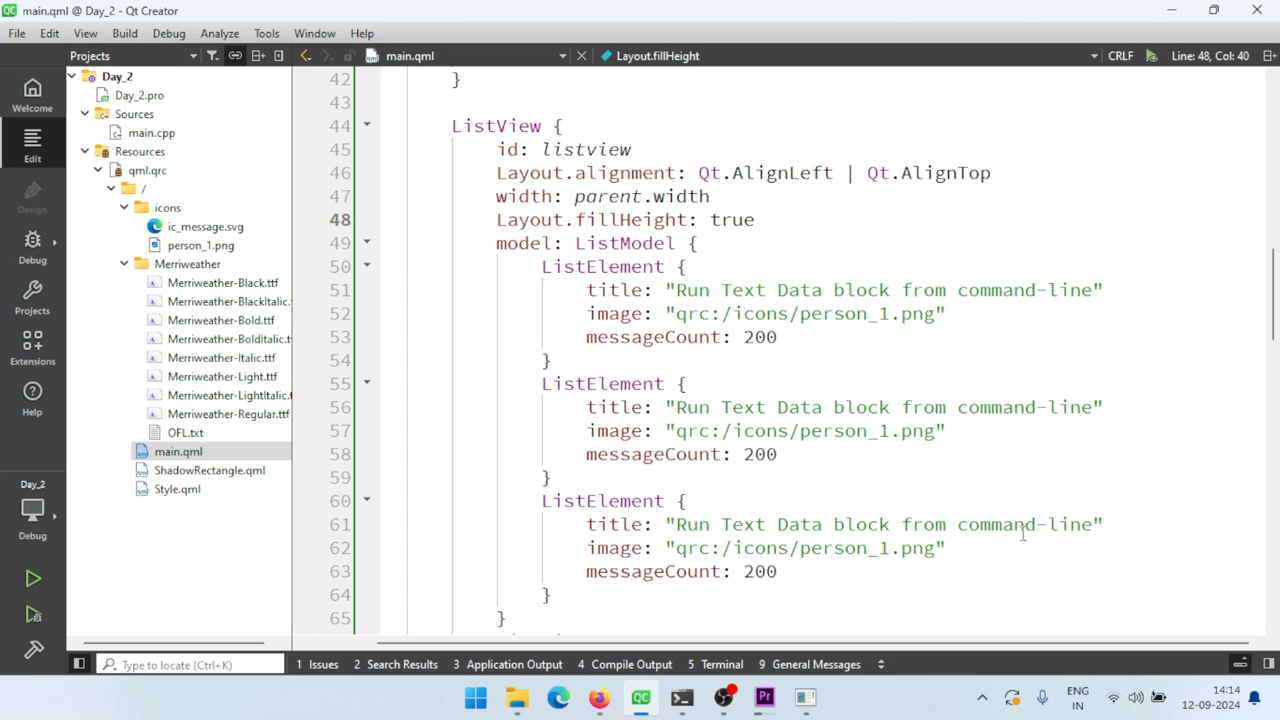 main.qml @ Day_2 - Qt Creator
File Edit View Build Debug Analyze Tools Window Help
Projects main.qml Layout.fillHeight CRLF Line: 48, Col: 40
Welcome
Edit
Design
Debug
Projects
Extensions
Help
Day_2
Debug
Day_2
Day_2.pro
Sources
main.cpp
Resources
qml.qrc
/
icons
ic_message.svg
person_1.png
Merriweather
Merriweather-Black.ttf
Merriweather-BlackItalic.
Merriweather-Bold.ttf
Merriweather-BoldItalic.t
Merriweather-Italic.ttf
Merriweather-Light.ttf
Merriweather-LightItalic.
Merriweather-Regular.ttf
OFL.txt
main.qml
ShadowRectangle.qml
Style.qml
42 }
43
44 ListView {
45 id: listview
46 Layout.alignment: Qt.AlignLeft | Qt.AlignTop
47 width: parent.width
48 Layout.fillHeight: true
49 model: ListModel {
50 ListElement {
51 title: "Run Text Data block from command-line"
52 image: "qrc:/icons/person_1.png"
53 messageCount: 200
54 }
55 ListElement {
56 title: "Run Text Data block from command-line"
57 image: "qrc:/icons/person_1.png"
58 messageCount: 200
59 }
60 ListElement {
61 title: "Run Text Data block from command-line"
62 image: "qrc:/icons/person_1.png"
63 messageCount: 200
64 }
65 }
Type to locate (Ctrl+K) 1 Issues 2 Search Results 3 Application Output 4 Compile Output 5 Terminal 9 General Messages
ENG
IN
14:14
12-09-2024